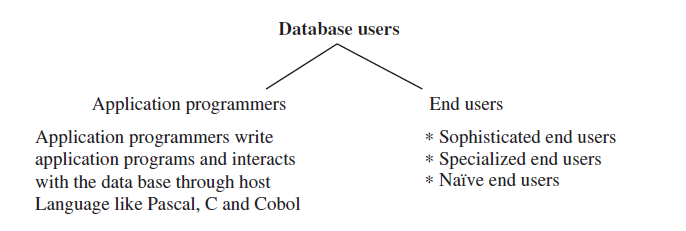 Database users
Application programmers
Application programmers write
application programs and interacts
with the data base through host
Language like Pascal, C and Cobol
End users
* Sophisticated end users
* Specialized end users
* Naïve end users